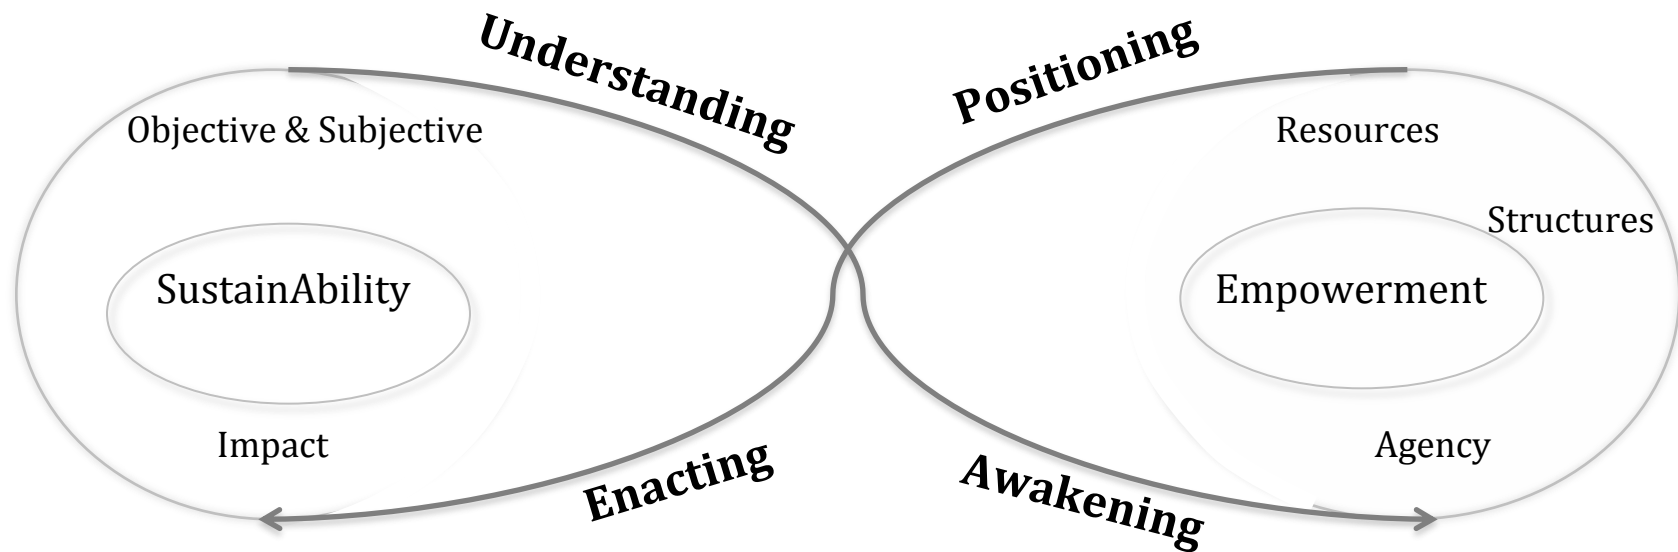 Understanding
Positioning
Objective & Subjective
Resources
Structures
SustainAbility
Empowerment
Impact
Agency
Enacting
Awakening